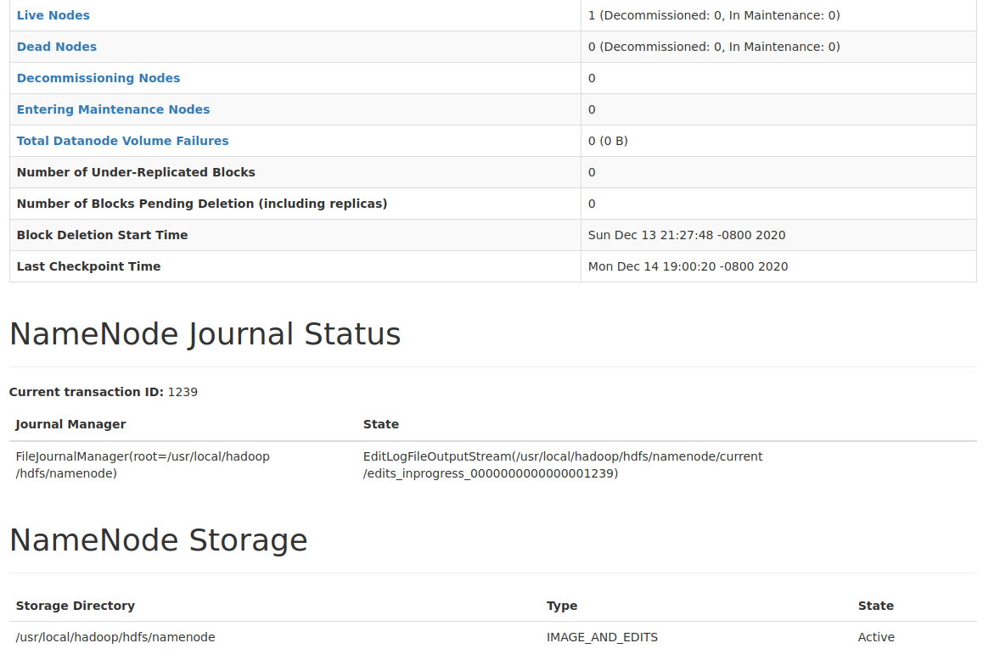 Live Nodes 1 (Decommissioned: 0, In Maintenance: 0)
Dead Nodes 0 (Decommissioned: 0, In Maintenance: 0)
Decommissioning Nodes 0
Entering Maintenance Nodes 0
Total Datanode Volume Failures 0 (0 B)
Number of Under-Replicated Blocks 0
Number of Blocks Pending Deletion (including replicas) 0
Block Deletion Start Time Sun Dec 13 21:27:48 -0800 2020
Last Checkpoint Time Mon Dec 14 19:00:20 -0800 2020
NameNode Journal Status
Current transaction ID: 1239
Journal Manager State
FileJournalManager(root=/usr/local/hadoop EditLogFileOutputStream(/usr/local/hadoop/hdfs/namenode/current
/hdfs/namenode) /edits_inprogress_0000000000000001239)
NameNode Storage
Storage Directory Type State
/usr/local/hadoop/hdfs/namenode IMAGE_AND_EDITS Active